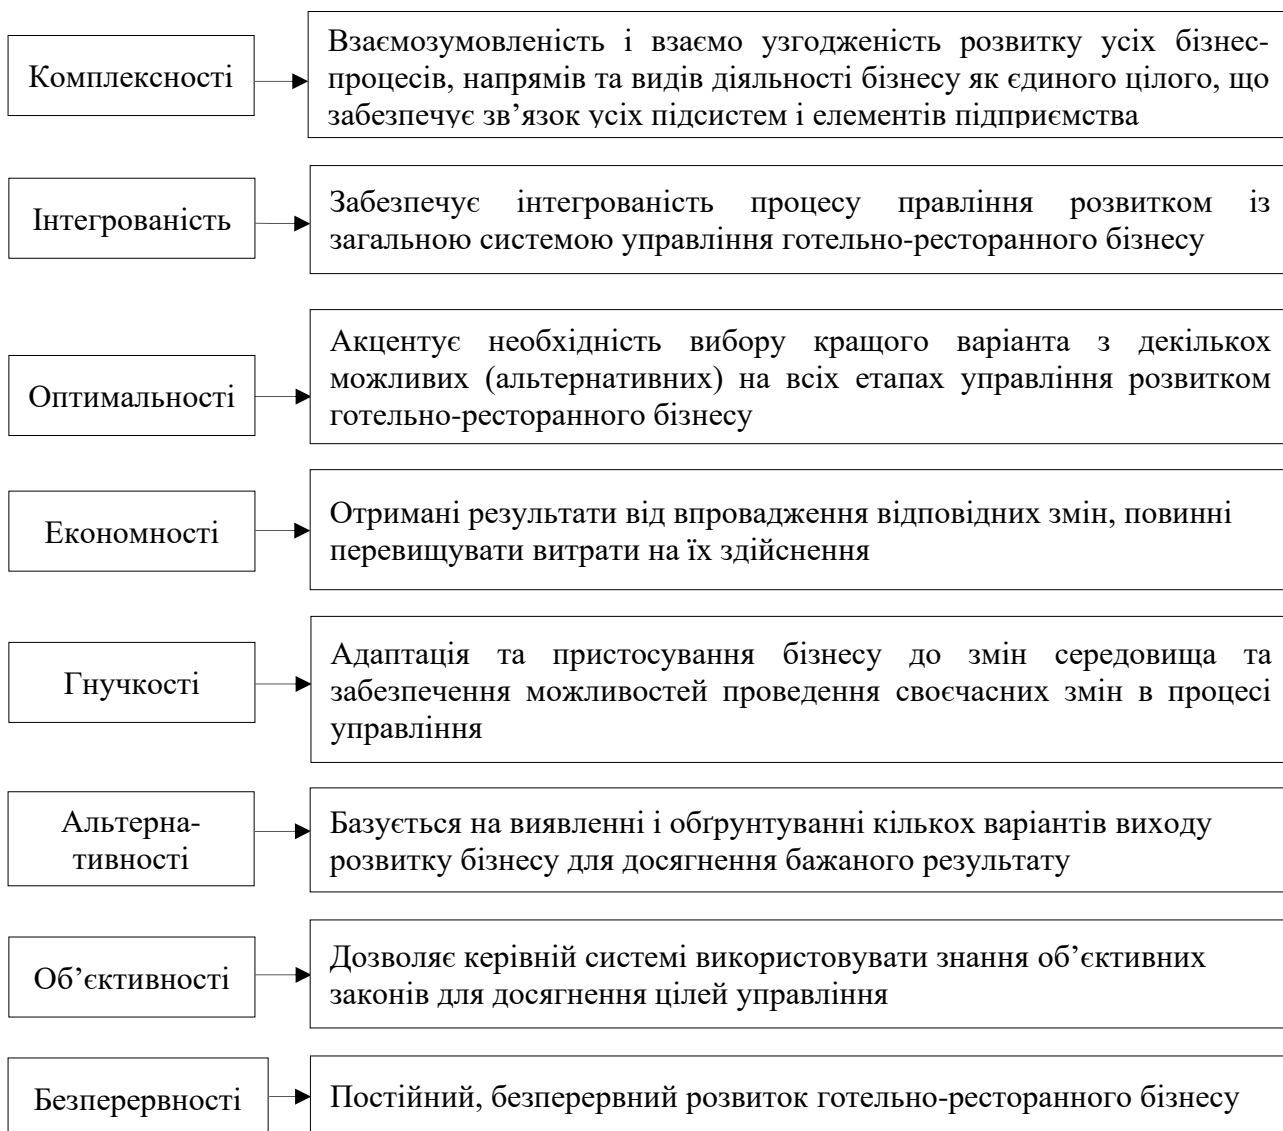 Комплексності
Взаємозумовленість і взаємо узгодженість розвитку усіх бізнес-
процесів, напрямів та видів діяльності бізнесу як єдиного цілого, що
забезпечує зв’язок усіх підсистем і елементів підприємства
Інтегрованість
Забезпечує інтегрованість процесу правління розвитком із
загальною системою управління готельно-ресторанного бізнесу
Оптимальності
Акцентує необхідність вибору кращого варіанта з декількох
можливих (альтернативних) на всіх етапах управління розвитком
готельно-ресторанного бізнесу
Економності
Отримані результати від впровадження відповідних змін, повинні
перевищувати витрати на їх здійснення
Гнучкості
Адаптація та пристосування бізнесу до змін середовища та
забезпечення можливостей проведення своєчасних змін в процесі
управління
Альтерна-
тивності
Базується на виявленні і обґрунтуванні кількох варіантів виходу
розвитку бізнесу для досягнення бажаного результату
Об’єктивності
Дозволяє керівній системі використовувати знання об’єктивних
законів для досягнення цілей управління
Безперервності
Постійний, безперервний розвиток готельно-ресторанного бізнесу